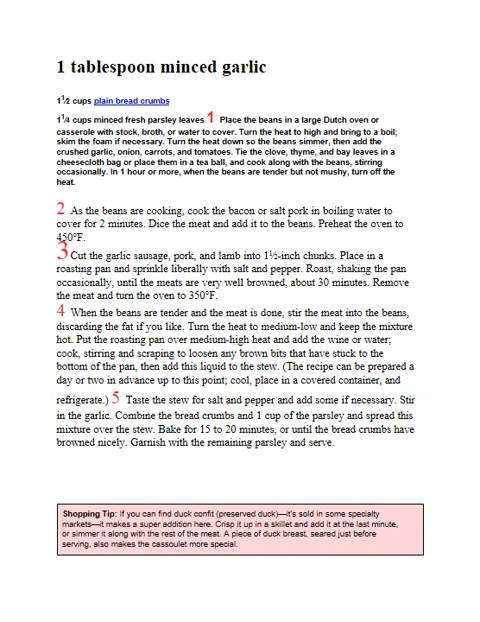 1 tablespoon minced garlic
1½ cups plain bread crumbs
1¼ cups minced fresh parsley leaves 1 Place the beans in a large Dutch oven or
casserole with stock, broth, or water to cover. Turn the heat to high and bring to a boil;
skim the foam if necessary. Turn the heat down so the beans simmer, then add the
crushed garlic, onion, carrots, and tomatoes. Tie the clove, thyme, and bay leaves in a
cheesecloth bag or place them in a tea ball, and cook along with the beans, stirring
occasionally. In 1 hour or more, when the beans are tender but not mushy, turn off the
heat.
2 As the beans are cooking, cook the bacon or salt pork in boiling water to
cover for 2 minutes. Dice the meat and add it to the beans. Preheat the oven to
450°F.
3 Cut the garlic sausage, pork, and lamb into 1½-inch chunks. Place in a
roasting pan and sprinkle liberally with salt and pepper. Roast, shaking the pan
occasionally, until the meats are very well browned, about 30 minutes. Remove
the meat and turn the oven to 350°F.
4 When the beans are tender and the meat is done, stir the meat into the beans,
discarding the fat if you like. Turn the heat to medium-low and keep the mixture
hot. Put the roasting pan over medium-high heat and add the wine or water;
cook, stirring and scraping to loosen any brown bits that have stuck to the
bottom of the pan, then add this liquid to the stew. (The recipe can be prepared a
day or two in advance up to this point; cool, place in a covered container, and
refrigerate.) 5 Taste the stew for salt and pepper and add some if necessary. Stir
in the garlic. Combine the bread crumbs and 1 cup of the parsley and spread this
mixture over the stew. Bake for 15 to 20 minutes, or until the bread crumbs have
browned nicely. Garnish with the remaining parsley and serve.
Shopping Tip: If you can find duck confit (preserved duck)—it's sold in some specialty
markets—it makes a super addition here. Crisp it up in a skillet and add it at the last minute,
or simmer it along with the rest of the meat. A piece of duck breast, seared just before
serving, also makes the cassoulet more special.